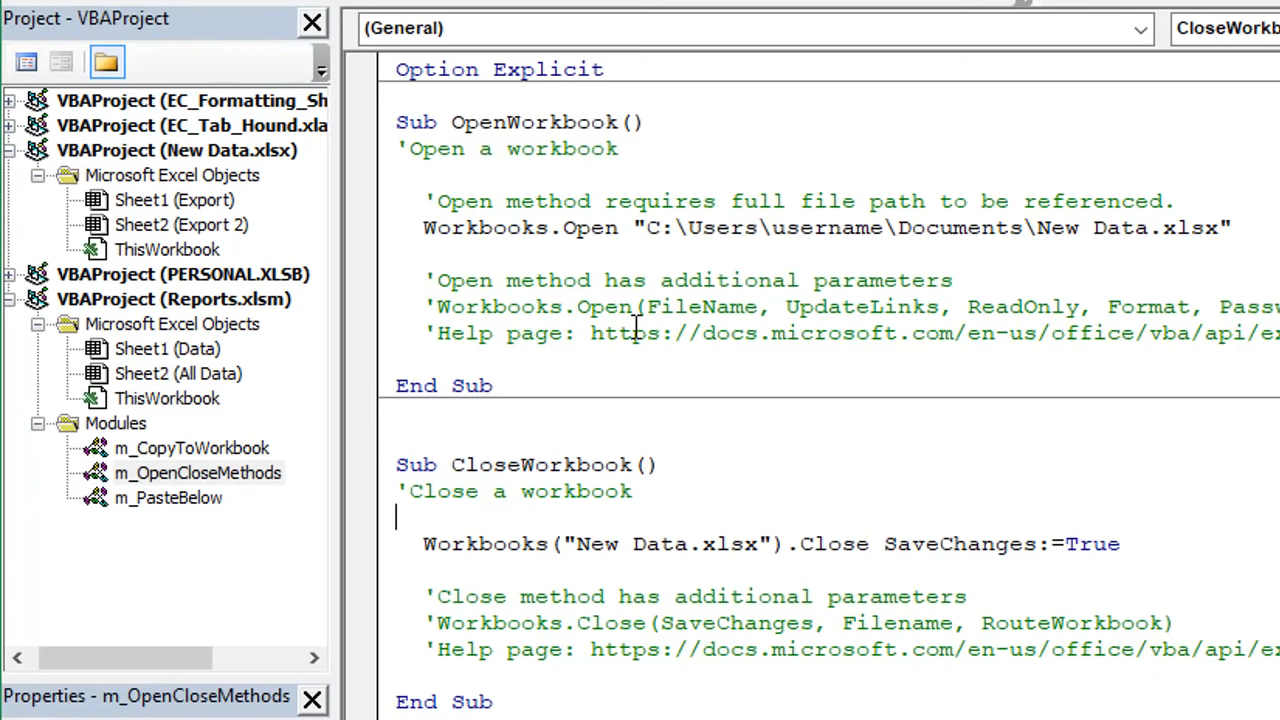 Project - VBAProject
VBAProject (EC_Formatting_Sh
VBAProject (EC_Tab_Hound.xla
VBAProject (New Data.xlsx)
Microsoft Excel Objects
Sheet1 (Export)
Sheet2 (Export 2)
ThisWorkbook
VBAProject (PERSONAL.XLSB)
VBAProject (Reports.xlsm)
Microsoft Excel Objects
Sheet1 (Data)
Sheet2 (All Data)
ThisWorkbook
Modules
m_CopyToWorkbook
m_OpenCloseMethods
m_PasteBelow
Properties - m_OpenCloseMethods
(General)
CloseWorkb
Option Explicit
Sub OpenWorkbook()
'Open a workbook
'Open method requires full file path to be referenced.
Workbooks.Open "C:\Users\username\Documents\New Data.xlsx"
'Open method has additional parameters
'Workbooks.Open(FileName, UpdateLinks, ReadOnly, Format, Passw
'Help page: https://docs.microsoft.com/en-us/office/vba/api/ex
End Sub
Sub CloseWorkbook()
'Close a workbook
Workbooks("New Data.xlsx").Close SaveChanges:=True
'Close method has additional parameters
'Workbooks.Close(SaveChanges, Filename, RouteWorkbook)
'Help page: https://docs.microsoft.com/en-us/office/vba/api/ex
End Sub